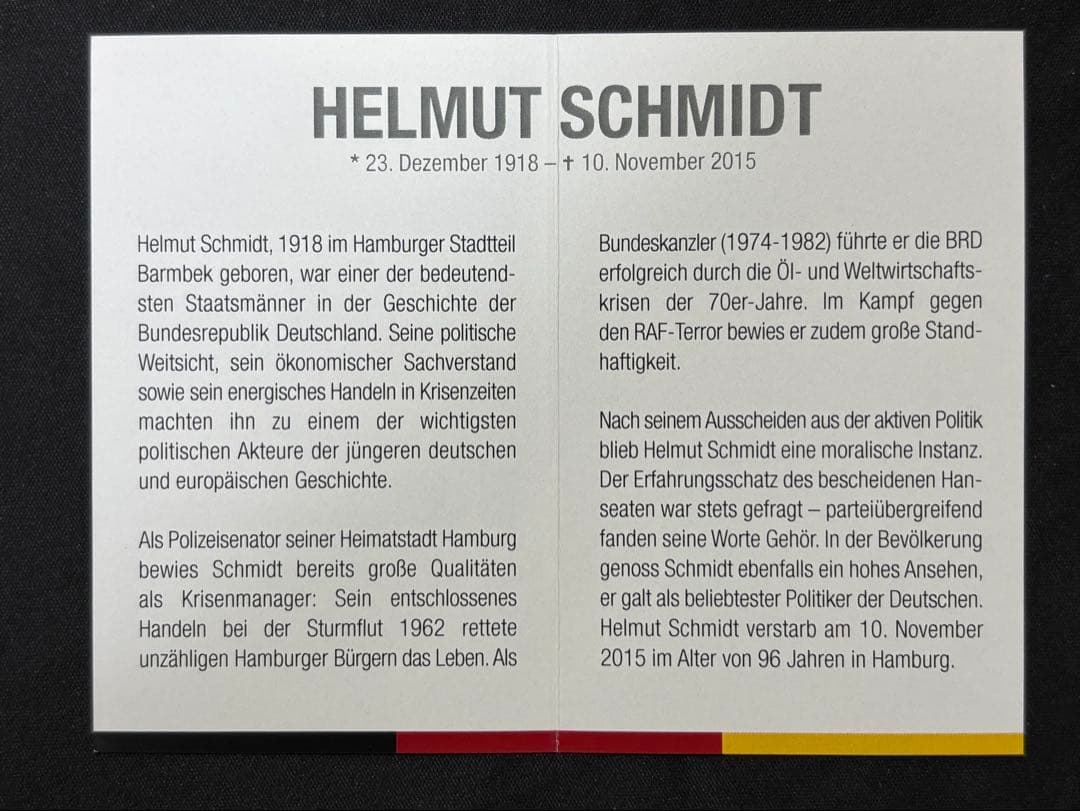 HELMUT SCHMIDT
* 23. Dezember 1918 – † 10. November 2015
Helmut Schmidt, 1918 im Hamburger Stadtteil
Barmbek geboren, war einer der bedeutend-
sten Staatsmänner in der Geschichte der
Bundesrepublik Deutschland. Seine politische
Weitsicht, sein ökonomischer Sachverstand
sowie sein energisches Handeln in Krisenzeiten
machten ihn zu einem der wichtigsten
politischen Akteure der jüngeren deutschen
und europäischen Geschichte.
Als Polizeisenator seiner Heimatstadt Hamburg
bewies Schmidt bereits große Qualitäten
als Krisenmanager: Sein entschlossenes
Handeln bei der Sturmflut 1962 rettete
unzähligen Hamburger Bürgern das Leben. Als
Bundeskanzler (1974-1982) führte er die BRD
erfolgreich durch die Öl- und Weltwirtschafts-
krisen der 70er-Jahre. Im Kampf gegen
den RAF-Terror bewies er zudem große Stand-
haftigkeit.
Nach seinem Ausscheiden aus der aktiven Politik
blieb Helmut Schmidt eine moralische Instanz.
Der Erfahrungsschatz des bescheidenen Han-
seaten war stets gefragt – parteiübergreifend
fanden seine Worte Gehör. In der Bevölkerung
genoss Schmidt ebenfalls ein hohes Ansehen,
er galt als beliebtester Politiker der Deutschen.
Helmut Schmidt verstarb am 10. November
2015 im Alter von 96 Jahren in Hamburg.